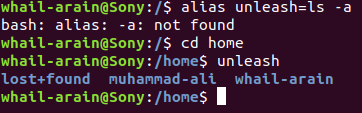 whail-arain@Sony:/$ alias unleash=ls -a
bash: alias: -a: not found
whail-arain@Sony:/$ cd home
whail-arain@Sony:/home$ unleash
lost+found  muhammad-ali  whail-arain
whail-arain@Sony:/home$